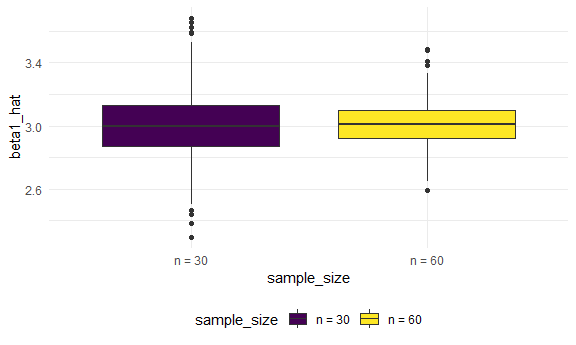 beta1_hat
3.4
3.0
2.6
n = 30 n = 60
sample_size
sample_size n = 30 n = 60